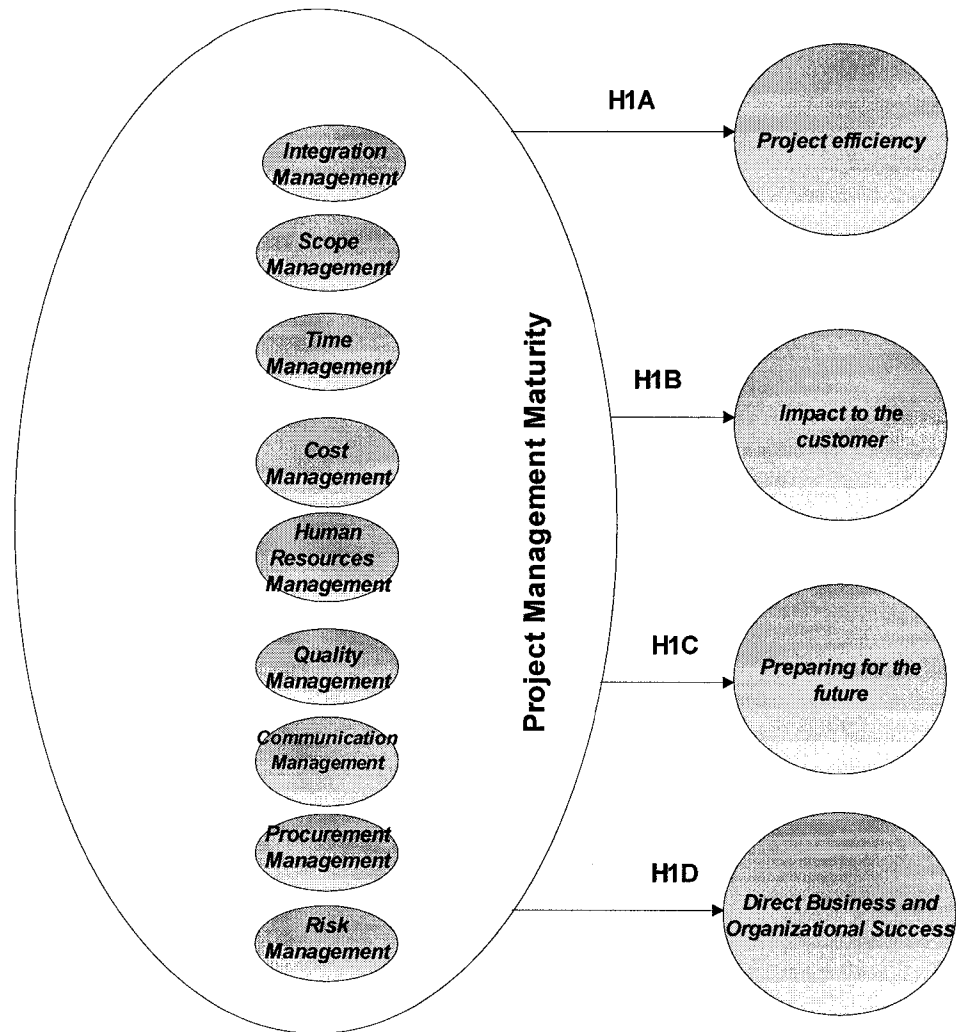 Integration
Management
Scope
Management
Time
Management
Cost
Management
Human
Resources
Management
Quality
Management
Communication
Management
Procurement
Management
Risk
Management
Project Management Maturity
H1A
Project efficiency
H1B
Impact to the
customer
H1C
Preparing for the
future
H1D
Direct Business and
Organizational Success